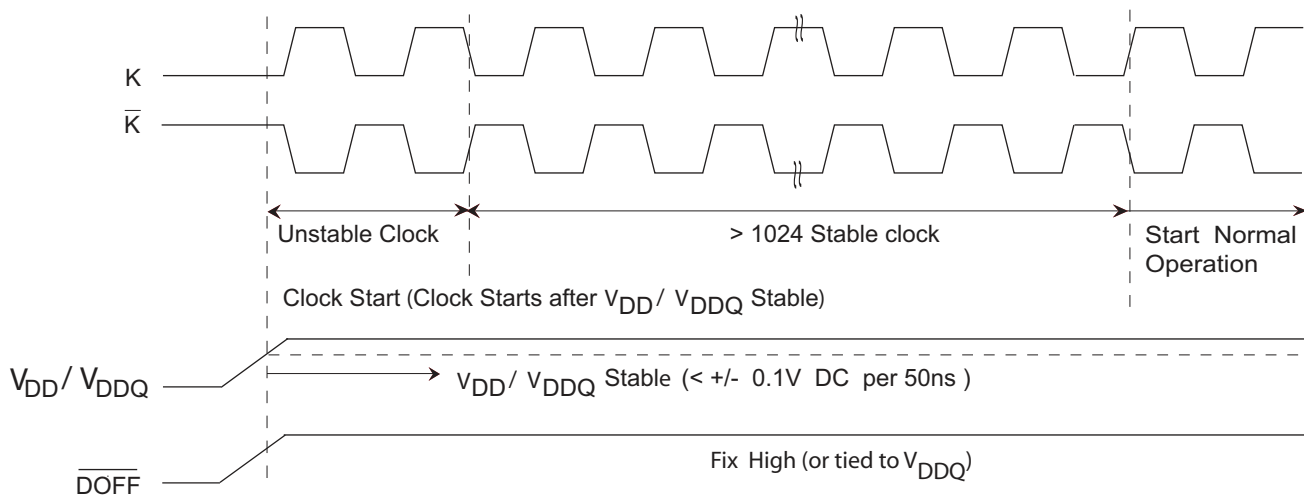 K
K̅
Unstable Clock
> 1024 Stable clock
Start Normal
Operation
Clock Start (Clock Starts after VDD / VDDQ Stable)
VDD / VDDQ
VDD / VDDQ Stable (< +/- 0.1V DC per 50ns )
Fix High (or tied to VDDQ)
D̅O̅F̅F̅